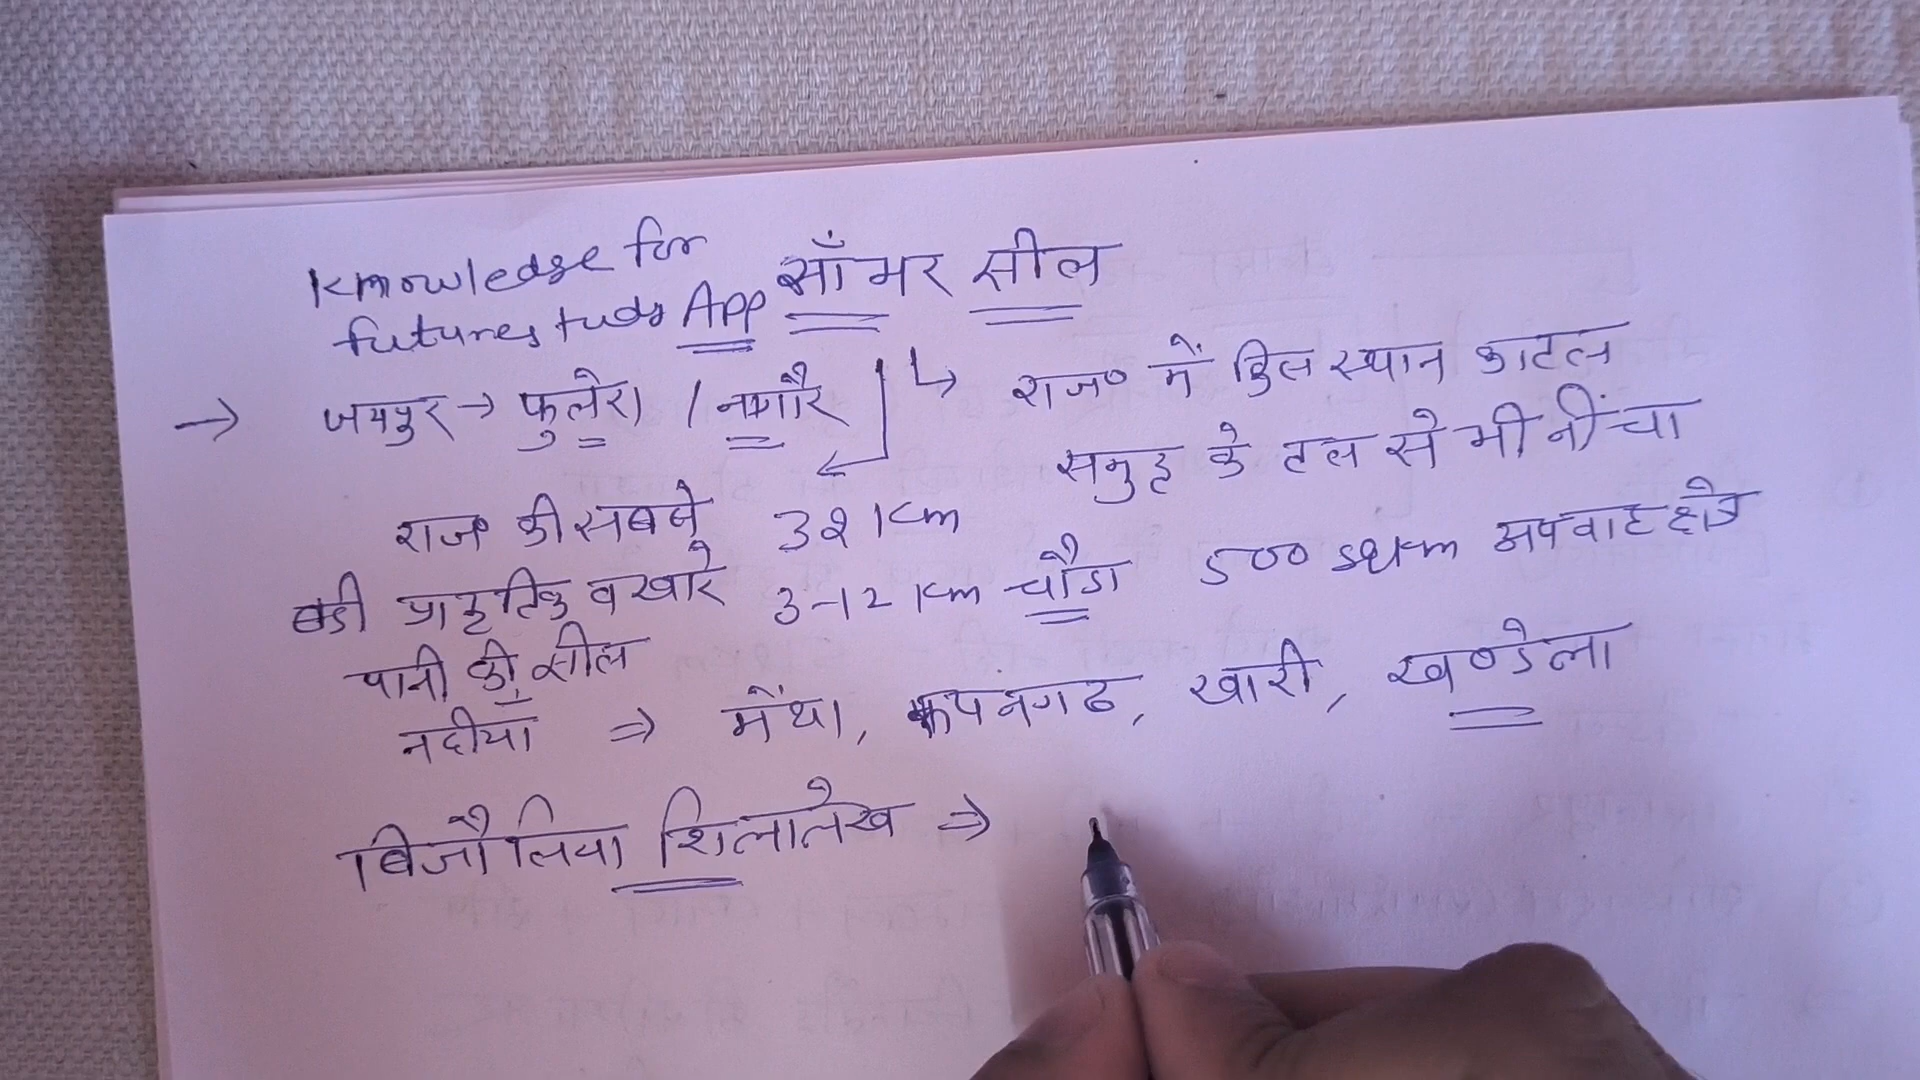 knowledge for
futurestudy App साँभर झील
→ जयपुर → फुलेरा / नागौर
↳ राज० में इस स्थान का तल
समुद्र के तल से भी नींचा
राज० की सबसे
बडी प्राकृतिक व खारे
पानी की झील
32 Km
3-12 Km चौडा 500 sqkm अपवाह क्षेत्र
नदीयाँ ⇒ मेंथा, रूपनगढ, खारी, खण्डेला
बिजौलिया शिलालेख ⇒